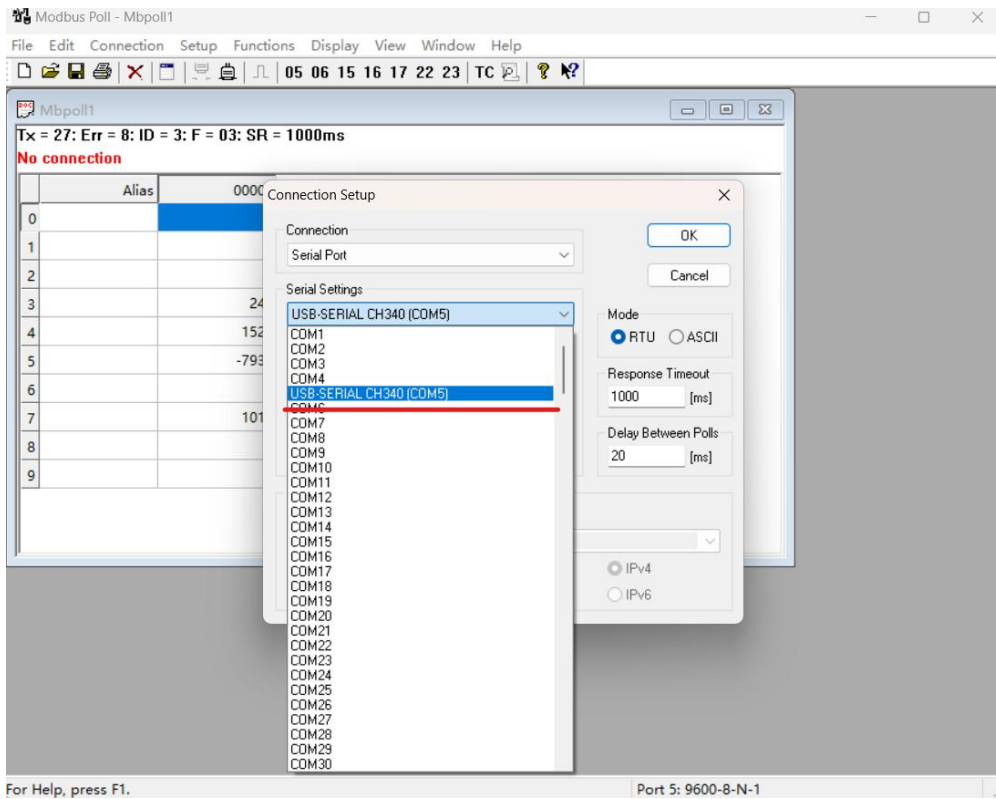 Modbus Poll - Mbpoll1
File Edit Connection Setup Functions Display View Window Help
05 06 15 16 17 22 23 TC
Mbpoll1
Tx = 27: Err = 8: ID = 3: F = 03: SR = 1000ms
No connection
Alias 0000
0
1
2
3 24
4 152
5 -793
6
7 101
8
9
Connection Setup
Connection
Serial Port
OK
Cancel
Serial Settings
USB-SERIAL CH340 (COM5)
COM1
COM2
COM3
COM4
USB-SERIAL CH340 (COM5)
COM6
COM7
COM8
COM9
COM10
COM11
COM12
COM13
COM14
COM15
COM16
COM17
COM18
COM19
COM20
COM21
COM22
COM23
COM24
COM25
COM26
COM27
COM28
COM29
COM30
Mode
RTU ASCII
Response Timeout
1000 [ms]
Delay Between Polls
20 [ms]
IPv4
IPv6
For Help, press F1.
Port 5: 9600-8-N-1